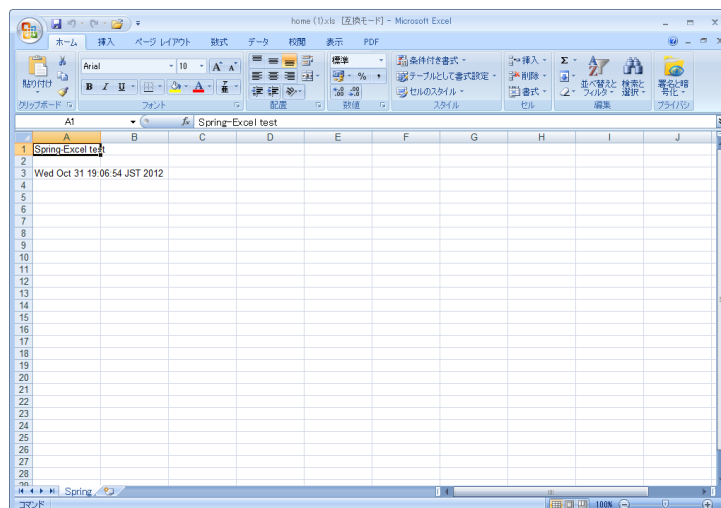 home (1).xls [互換モード] - Microsoft Excel
ホーム 挿入 ページ レイアウト 数式 データ 校閲 表示 PDF
貼り付け
クリップボード
Arial 10 A A
B I U A
フォント
配置
標準
% ,
数値
条件付き書式
テーブルとして書式設定
セルのスタイル
スタイル
挿入
削除
書式
セル
Σ
並べ替えと フィルタ
検索と 選択
編集
署名と暗号化
プライバシ
A1 fx Spring-Excel test
A B C D E F G H I J
1 Spring-Excel test
2
3 Wed Oct 31 19:06:54 JST 2012
4
5
6
7
8
9
10
11
12
13
14
15
16
17
18
19
20
21
22
23
24
25
26
27
28
29
Spring
コマンド 100%